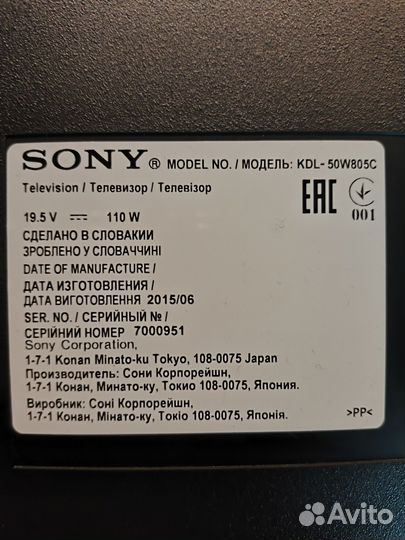 SONY® MODEL NO. / МОДЕЛЬ: KDL-50W805C
Television / Телевизор / Телевізор
EAC
001
19.5 V ⎓ 110 W
СДЕЛАНО В СЛОВАКИИ
ЗРОБЛЕНО У СЛОВАЧЧИНІ
DATE OF MANUFACTURE /
ДАТА ИЗГОТОВЛЕНИЯ /
ДАТА ВИГОТОВЛЕННЯ 2015/06
SER. NO. / СЕРИЙНЫЙ № /
СЕРІЙНИЙ НОМЕР 7000951
Sony Corporation,
1-7-1 Konan Minato-ku Tokyo, 108-0075 Japan
Производитель: Сони Корпорейшн,
1-7-1 Конан, Минато-ку, Токио 108-0075, Япония.
Виробник: Соні Корпорейшн,
1-7-1 Конан, Мінато-ку, Токіо 108-0075, Японія.
>PP<
Avito